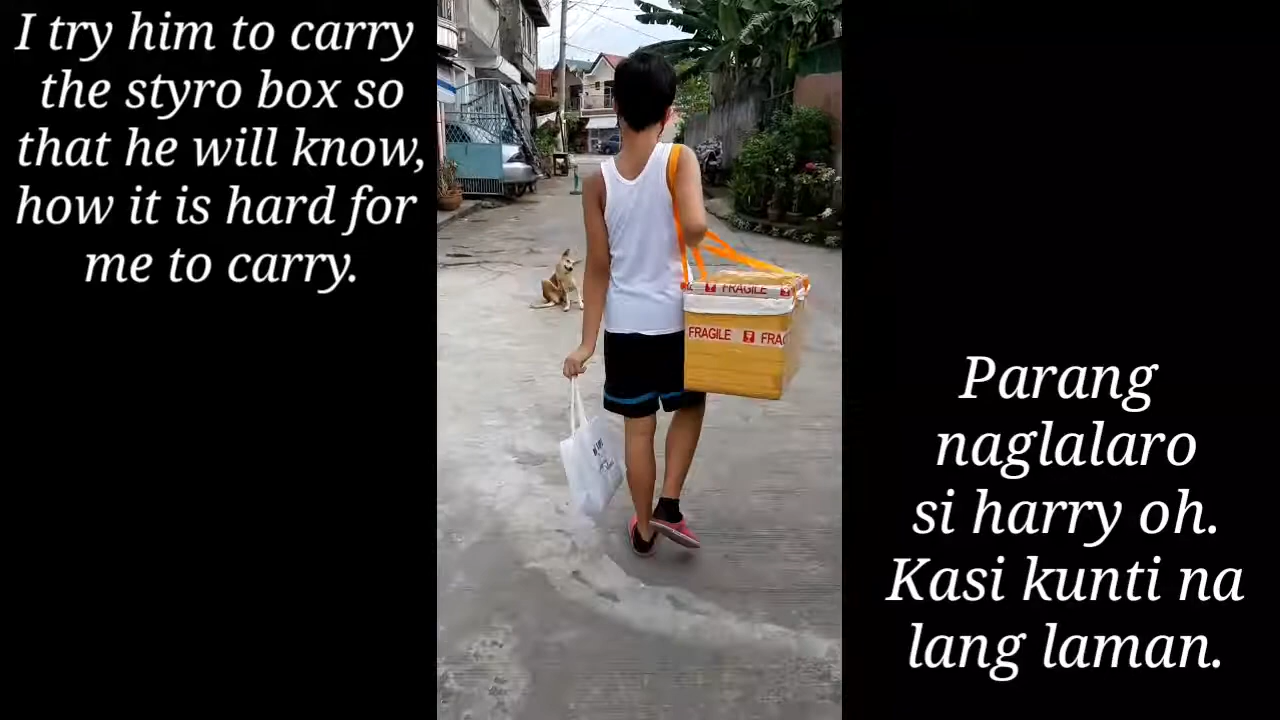 I try him to carry
the styro box so
that he will know,
how it is hard for
me to carry.
FRAGILE
FRAGILE FRAG
Parang
naglalaro
si harry oh.
Kasi kunti na
lang laman.